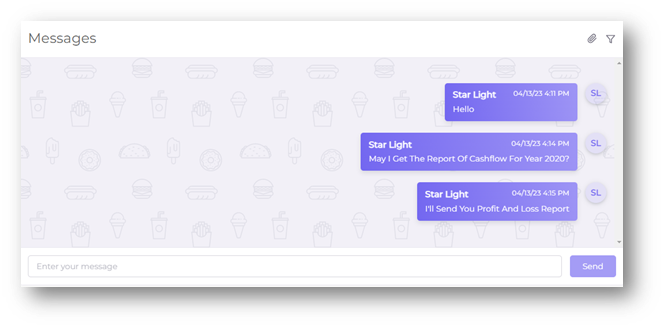 Messages
Star Light 04/13/23 4:11 PM SL
Hello
Star Light 04/13/23 4:14 PM SL
May I Get The Report Of Cashflow For Year 2020?
Star Light 04/13/23 4:15 PM SL
I'll Send You Profit And Loss Report
Enter your message Send